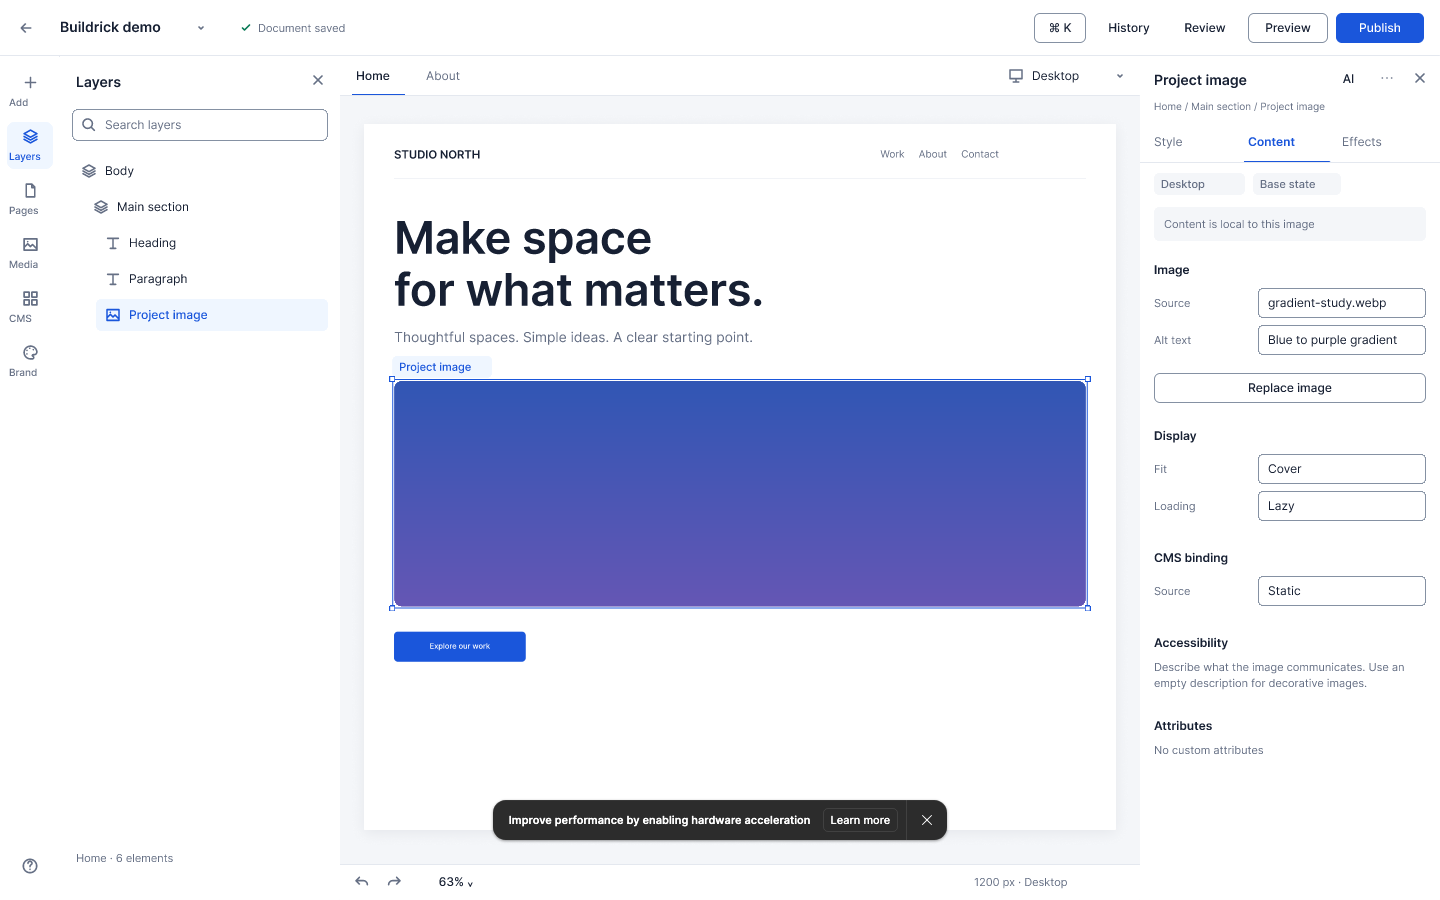 Buildrick demo
Document saved
⌘ K
History
Review
Preview
Publish
Add
Layers
Pages
Media
CMS
Brand
Layers
Search layers
Body
Main section
Heading
Paragraph
Project image
Home · 6 elements
Home
About
Desktop
STUDIO NORTH
Work
About
Contact
Make space
for what matters.
Thoughtful spaces. Simple ideas. A clear starting point.
Project image
Explore our work
Improve performance by enabling hardware acceleration
Learn more
63%
1200 px · Desktop
Project image
AI
Home / Main section / Project image
Style
Content
Effects
Desktop
Base state
Content is local to this image
Image
Source
gradient-study.webp
Alt text
Blue to purple gradient
Replace image
Display
Fit
Cover
Loading
Lazy
CMS binding
Source
Static
Accessibility
Describe what the image communicates. Use an
empty description for decorative images.
Attributes
No custom attributes